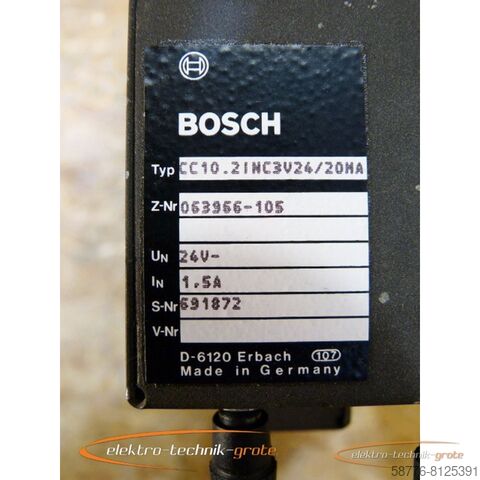 BOSCH
Typ CC10.2INC3V24/20MA
Z-Nr 063966-105
UN 24V-
IN 1.5A
S-Nr 691872
V-Nr
D-6120 Erbach 107
Made in Germany
elektro-technik-grote
elektro-technik-grote
58776-8125391